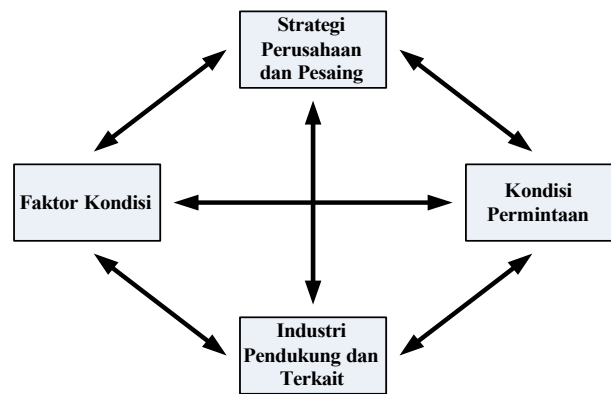 Strategi
Perusahaan
dan Pesaing
Faktor Kondisi
Kondisi
Permintaan
Industri
Pendukung dan
Terkait